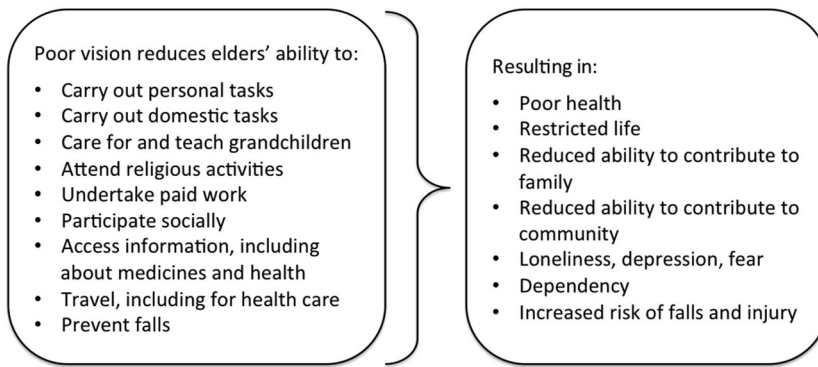 Poor vision reduces elders’ ability to:
• Carry out personal tasks
• Carry out domestic tasks
• Care for and teach grandchildren
• Attend religious activities
• Undertake paid work
• Participate socially
• Access information, including
about medicines and health
• Travel, including for health care
• Prevent falls
Resulting in:
• Poor health
• Restricted life
• Reduced ability to contribute to
family
• Reduced ability to contribute to
community
• Loneliness, depression, fear
• Dependency
• Increased risk of falls and injury